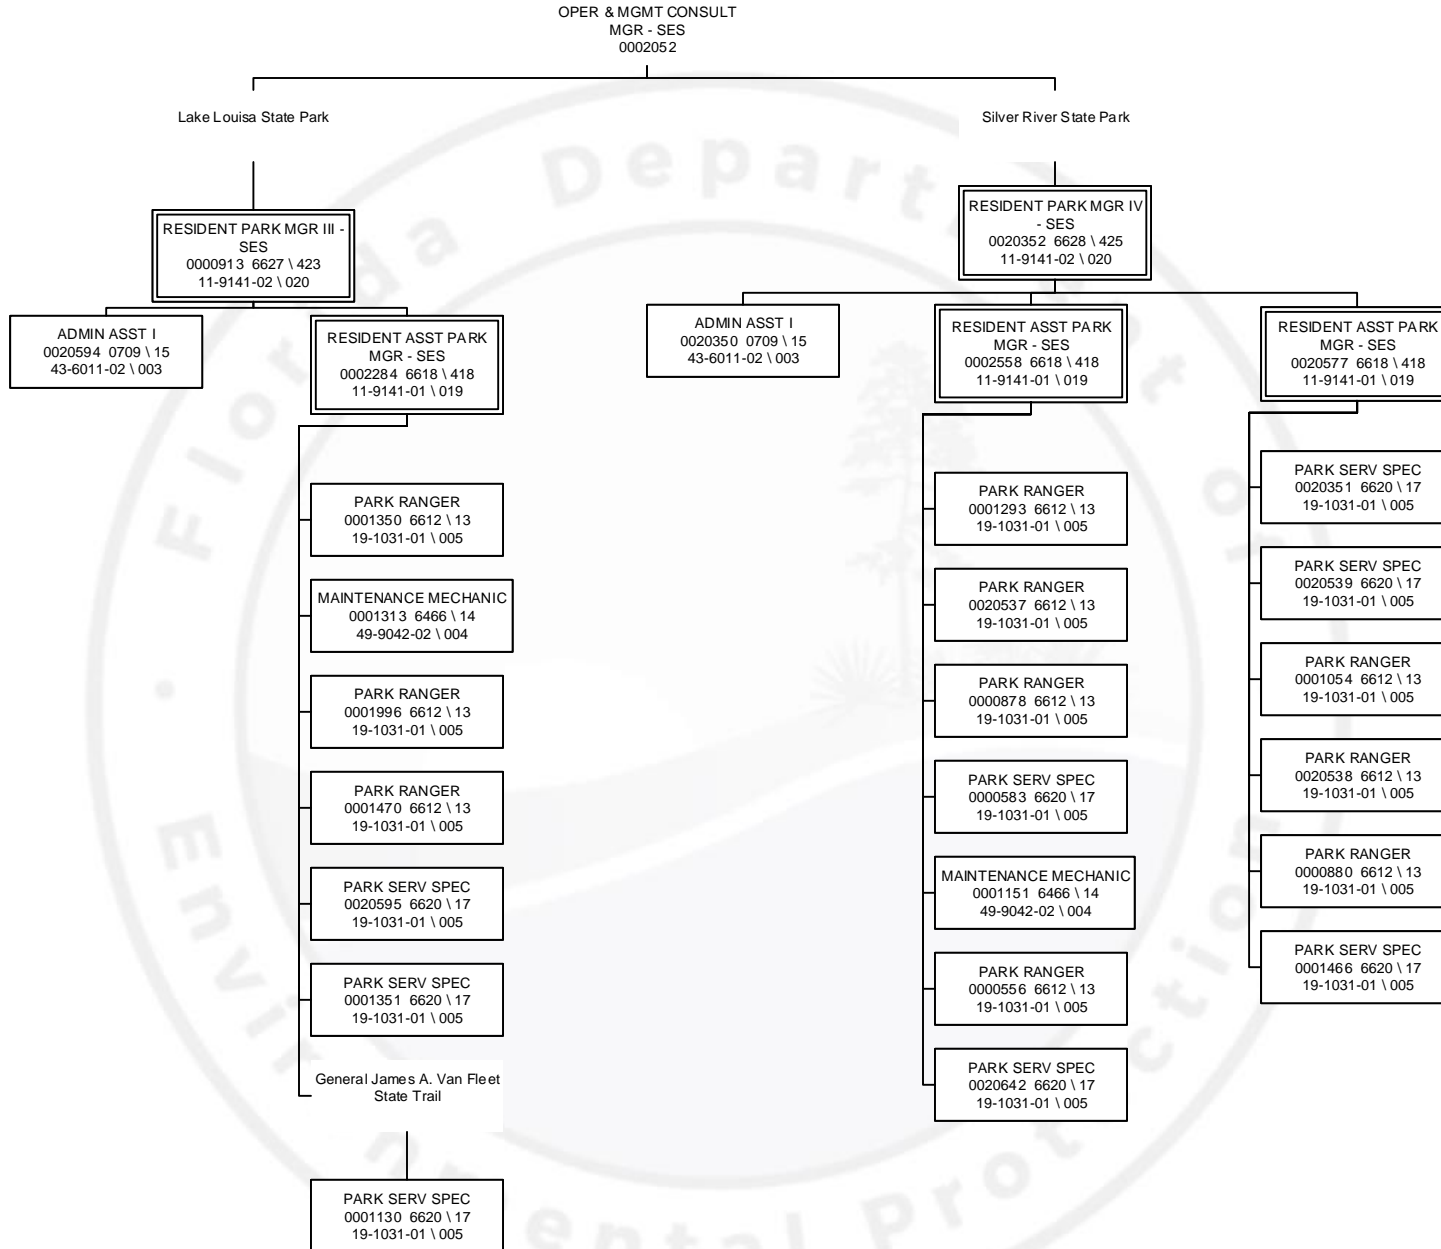 OPER & MGMT CONSULT
MGR - SES
0002052
Lake Louisa State Park
Silver River State Park
RESIDENT PARK MGR III -
SES
0000913 6627 \ 423
11-9141-02 \ 020
RESIDENT PARK MGR IV
- SES
0020352 6628 \ 425
11-9141-02 \ 020
ADMIN ASST I
0020594 0709 \ 15
43-6011-02 \ 003
RESIDENT ASST PARK
MGR - SES
0002284 6618 \ 418
11-9141-01 \ 019
ADMIN ASST I
0020350 0709 \ 15
43-6011-02 \ 003
RESIDENT ASST PARK
MGR - SES
0002558 6618 \ 418
11-9141-01 \ 019
RESIDENT ASST PARK
MGR - SES
0020577 6618 \ 418
11-9141-01 \ 019
PARK RANGER
0001350 6612 \ 13
19-1031-01 \ 005
MAINTENANCE MECHANIC
0001313 6466 \ 14
49-9042-02 \ 004
PARK RANGER
0001996 6612 \ 13
19-1031-01 \ 005
PARK RANGER
0001470 6612 \ 13
19-1031-01 \ 005
PARK SERV SPEC
0020595 6620 \ 17
19-1031-01 \ 005
PARK SERV SPEC
0001351 6620 \ 17
19-1031-01 \ 005
General James A. Van Fleet
State Trail
PARK SERV SPEC
0001130 6620 \ 17
19-1031-01 \ 005
PARK RANGER
0001293 6612 \ 13
19-1031-01 \ 005
PARK RANGER
0020537 6612 \ 13
19-1031-01 \ 005
PARK RANGER
0000878 6612 \ 13
19-1031-01 \ 005
PARK SERV SPEC
0000583 6620 \ 17
19-1031-01 \ 005
MAINTENANCE MECHANIC
0001151 6466 \ 14
49-9042-02 \ 004
PARK RANGER
0000556 6612 \ 13
19-1031-01 \ 005
PARK SERV SPEC
0020642 6620 \ 17
19-1031-01 \ 005
PARK SERV SPEC
0020351 6620 \ 17
19-1031-01 \ 005
PARK SERV SPEC
0020539 6620 \ 17
19-1031-01 \ 005
PARK RANGER
0001054 6612 \ 13
19-1031-01 \ 005
PARK RANGER
0020538 6612 \ 13
19-1031-01 \ 005
PARK RANGER
0000880 6612 \ 13
19-1031-01 \ 005
PARK SERV SPEC
0001466 6620 \ 17
19-1031-01 \ 005
Florida Department of
Environmental Protection